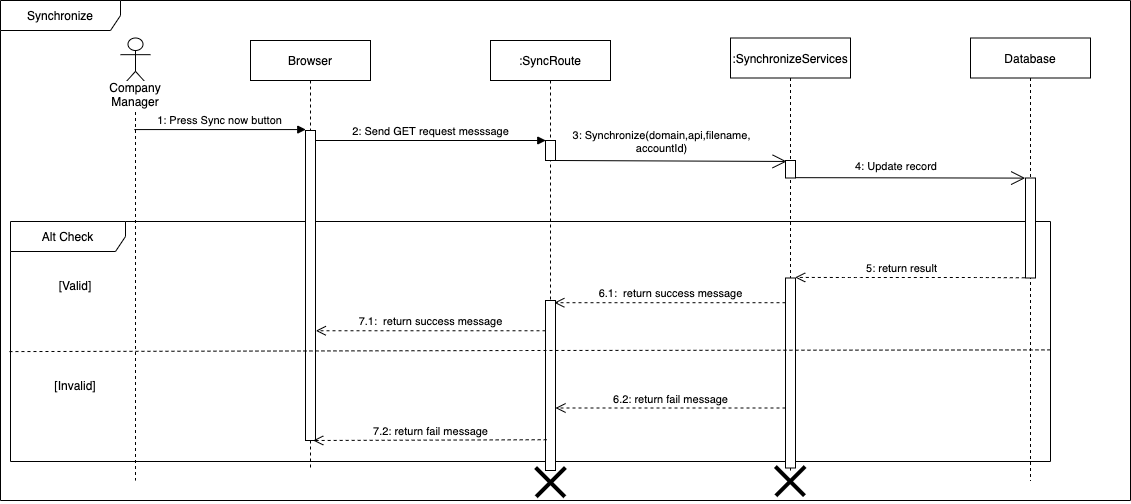 Synchronize
Browser
:SyncRoute
:SynchronizeServices
Database
Company
Manager
1: Press Sync now button
2: Send GET request messsage
3: Synchronize(domain,api,filename,
accountId)
4: Update record
Alt Check
5: return result
[Valid]
6.1:  return success message
7.1:  return success message
[Invalid]
6.2: return fail message
7.2: return fail message